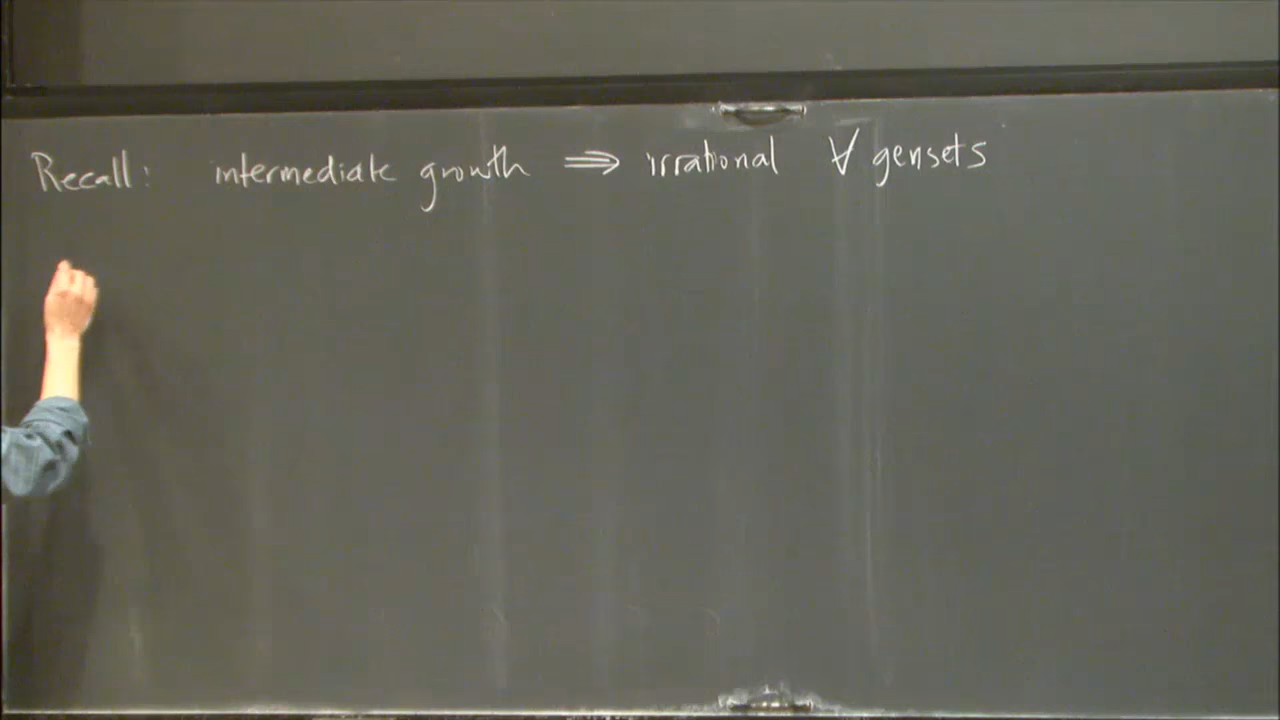 Recall: intermediate growth ⟹ irrational ∀ gensets